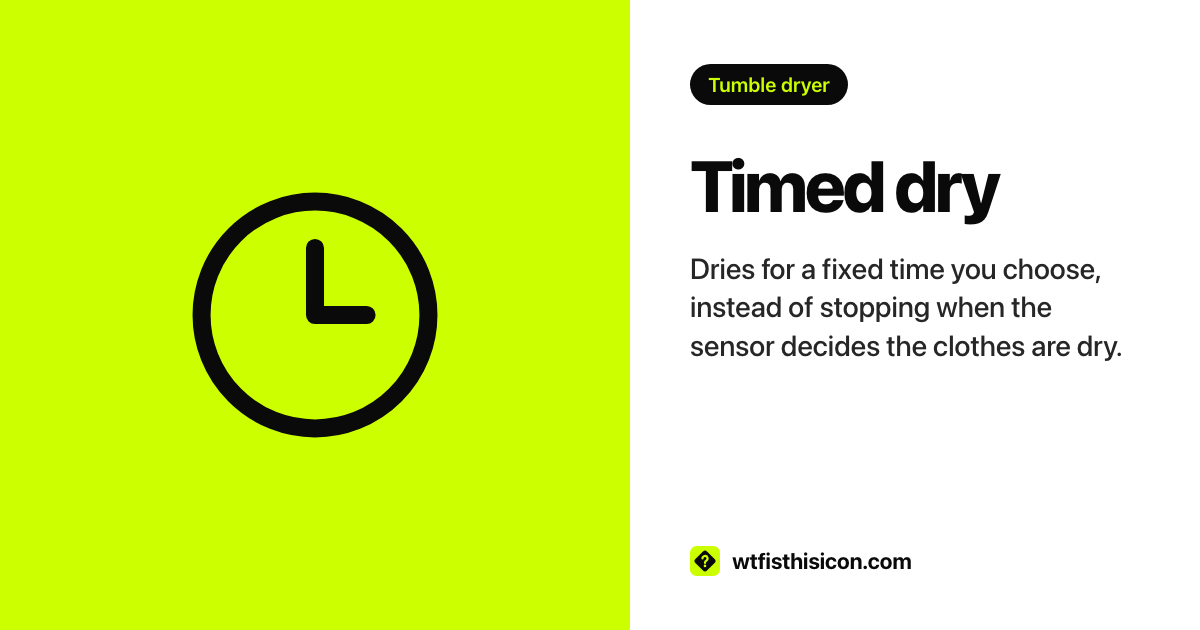 Tumble dryer
Timed dry
Dries for a fixed time you choose,
instead of stopping when the
sensor decides the clothes are dry.
?
wtfisthisicon.com